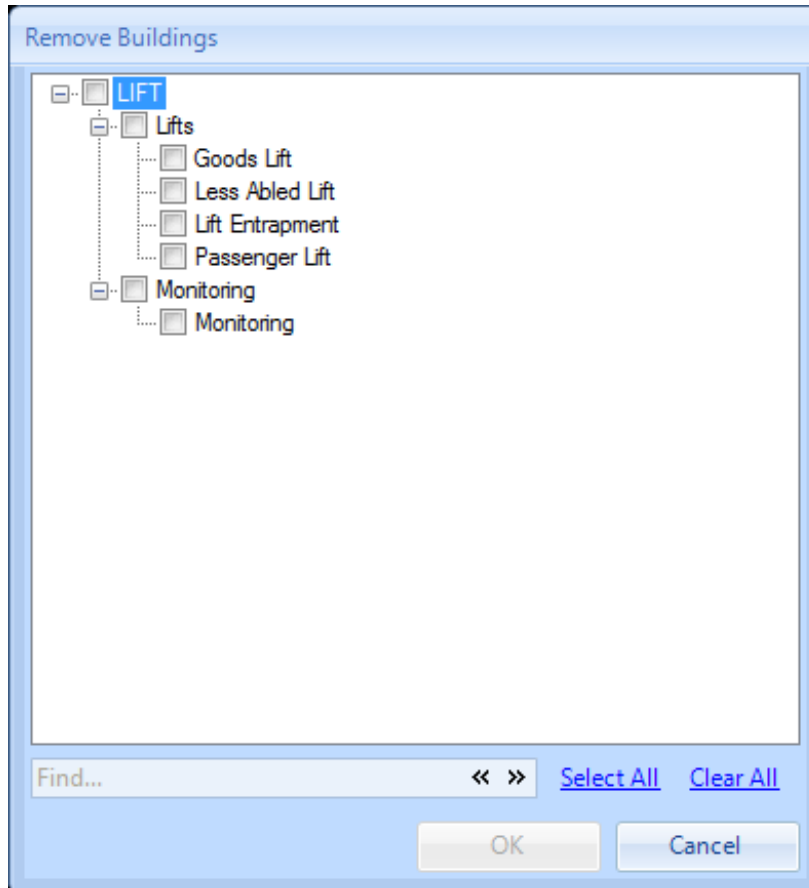 Remove Buildings
LIFT
Lifts
Goods Lift
Less Abled Lift
Lift Entrapment
Passenger Lift
Monitoring
Monitoring
Find... « » Select All Clear All
OK Cancel